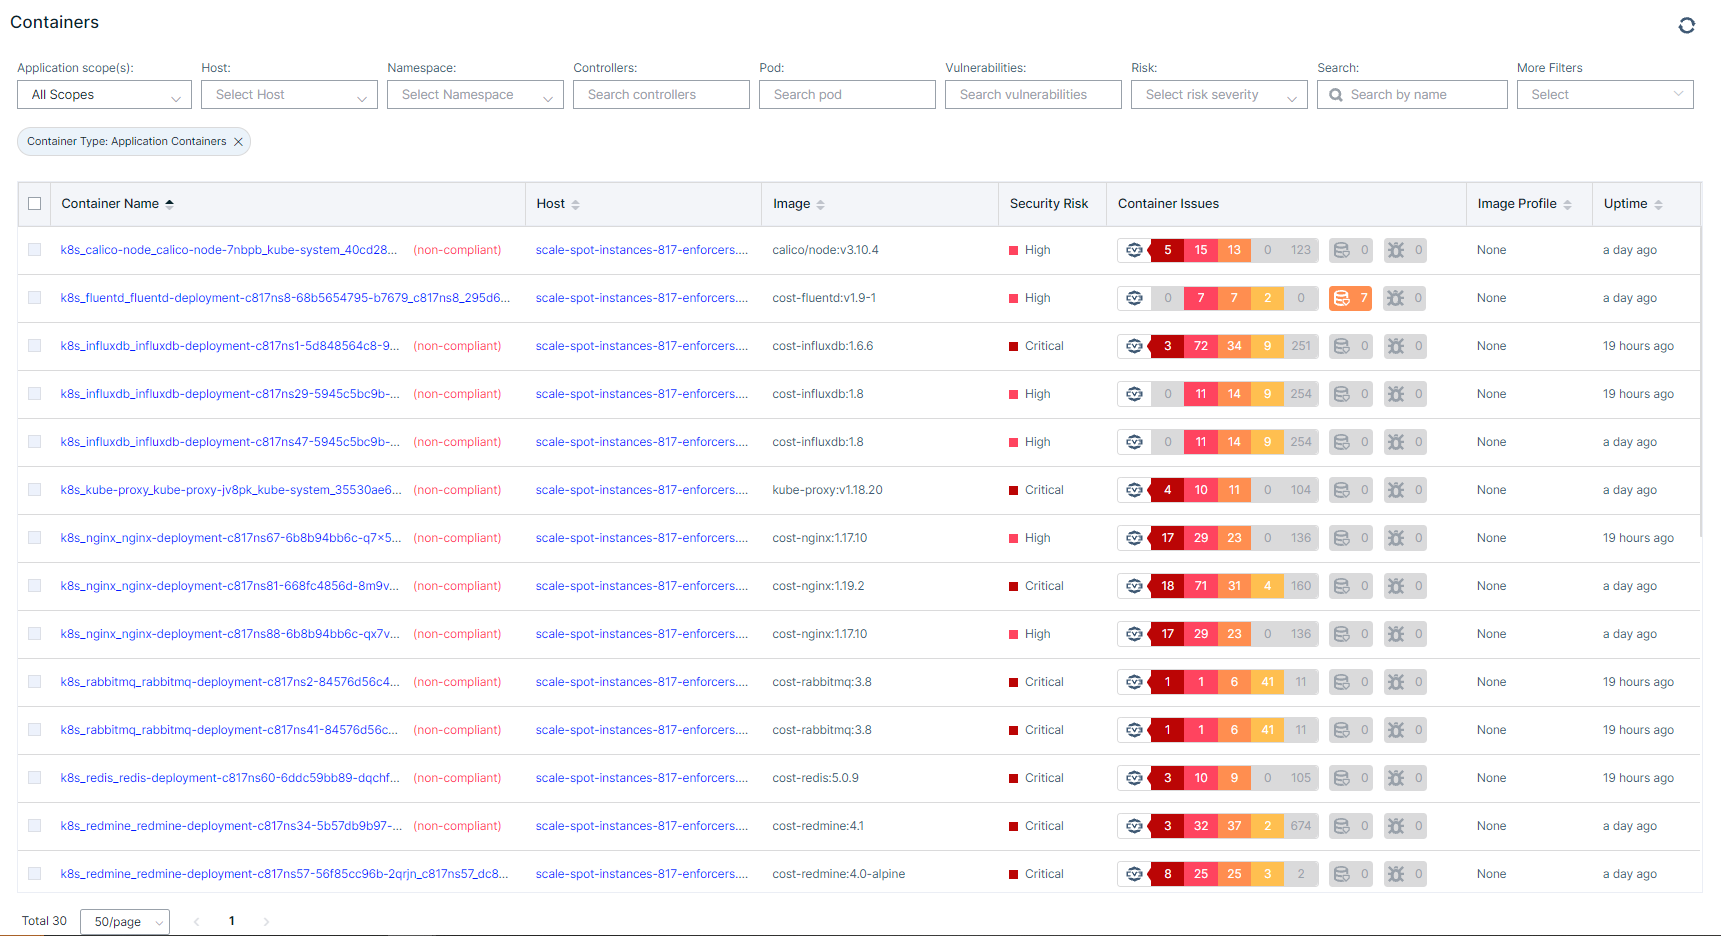 Containers
Application scope(s): Host: Namespace: Controllers: Pod: Vulnerabilities: Risk: Search: More Filters
All Scopes Select Host Select Namespace Search controllers Search pod Search vulnerabilities Select risk severity Search by name Select
Container Type: Application Containers
Container Name Host Image Security Risk Container Issues Image Profile Uptime
k8s_calico-node_calico-node-7nbpb_kube-system_40cd28... (non-compliant) scale-spot-instances-817-enforcers.... calico/node:v3.10.4 High CVE 5 15 13 0 123 0 0 None a day ago
k8s_fluentd_fluentd-deployment-c817ns8-68b5654795-b7679_c817ns8_295d6... scale-spot-instances-817-enforcers.... cost-fluentd:v1.9-1 High CVE 0 7 7 2 0 7 0 None a day ago
k8s_influxdb_influxdb-deployment-c817ns1-5d848564c8-9... (non-compliant) scale-spot-instances-817-enforcers.... cost-influxdb:1.6.6 Critical CVE 3 72 34 9 251 0 0 None 19 hours ago
k8s_influxdb_influxdb-deployment-c817ns29-5945c5bc9b-... (non-compliant) scale-spot-instances-817-enforcers.... cost-influxdb:1.8 High CVE 0 11 14 9 254 0 0 None 19 hours ago
k8s_influxdb_influxdb-deployment-c817ns47-5945c5bc9b-... (non-compliant) scale-spot-instances-817-enforcers.... cost-influxdb:1.8 High CVE 0 11 14 9 254 0 0 None a day ago
k8s_kube-proxy_kube-proxy-jv8pk_kube-system_35530ae6... (non-compliant) scale-spot-instances-817-enforcers.... kube-proxy:v1.18.20 Critical CVE 4 10 11 0 104 0 0 None a day ago
k8s_nginx_nginx-deployment-c817ns67-6b8b94bb6c-q7x5... (non-compliant) scale-spot-instances-817-enforcers.... cost-nginx:1.17.10 High CVE 17 29 23 0 136 0 0 None 19 hours ago
k8s_nginx_nginx-deployment-c817ns81-668fc4856d-8m9v... (non-compliant) scale-spot-instances-817-enforcers.... cost-nginx:1.19.2 Critical CVE 18 71 31 4 160 0 0 None a day ago
k8s_nginx_nginx-deployment-c817ns88-6b8b94bb6c-qx7v... (non-compliant) scale-spot-instances-817-enforcers.... cost-nginx:1.17.10 High CVE 17 29 23 0 136 0 0 None a day ago
k8s_rabbitmq_rabbitmq-deployment-c817ns2-84576d56c4... (non-compliant) scale-spot-instances-817-enforcers.... cost-rabbitmq:3.8 Critical CVE 1 1 6 41 11 0 0 None 19 hours ago
k8s_rabbitmq_rabbitmq-deployment-c817ns41-84576d56c... (non-compliant) scale-spot-instances-817-enforcers.... cost-rabbitmq:3.8 Critical CVE 1 1 6 41 11 0 0 None 19 hours ago
k8s_redis_redis-deployment-c817ns60-6ddc59bb89-dqchf... (non-compliant) scale-spot-instances-817-enforcers.... cost-redis:5.0.9 Critical CVE 3 10 9 0 105 0 0 None 19 hours ago
k8s_redmine_redmine-deployment-c817ns34-5b57db9b97-... (non-compliant) scale-spot-instances-817-enforcers.... cost-redmine:4.1 Critical CVE 3 32 37 2 674 0 0 None a day ago
k8s_redmine_redmine-deployment-c817ns57-56f85cc96b-2qrjn_c817ns57_dc8... scale-spot-instances-817-enforcers.... cost-redmine:4.0-alpine Critical CVE 8 25 25 3 2 0 0 None a day ago
Total 30 50/page 1